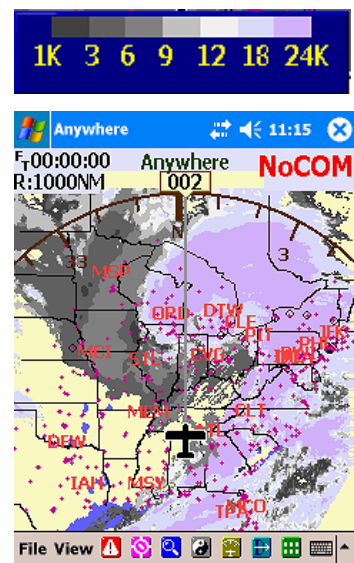 1K 3 6 9 12 18 24K
Anywhere 11:15
FT00:00:00 Anywhere NoCOM
R:1000NM 002
N
33 3
MSP
ORD DTW
CLE
PIT JFK
PHL
MCI STL CVG
MEM CLT
ATL
DFW
IAH MSY
TPA MCO
File View